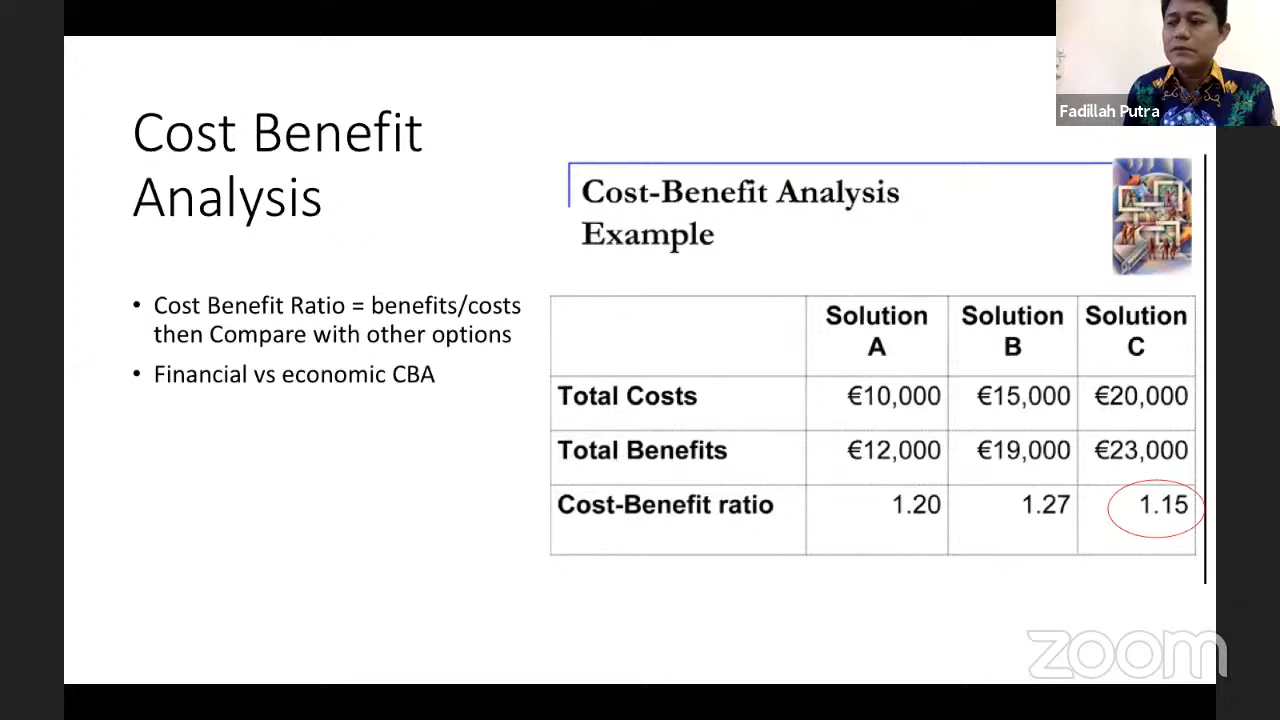 Fadillah Putra
Cost Benefit
Analysis
• Cost Benefit Ratio = benefits/costs
then Compare with other options
• Financial vs economic CBA
Cost-Benefit Analysis
Example
Solution A Solution B Solution C
Total Costs €10,000 €15,000 €20,000
Total Benefits €12,000 €19,000 €23,000
Cost-Benefit ratio 1.20 1.27 1.15
zoom